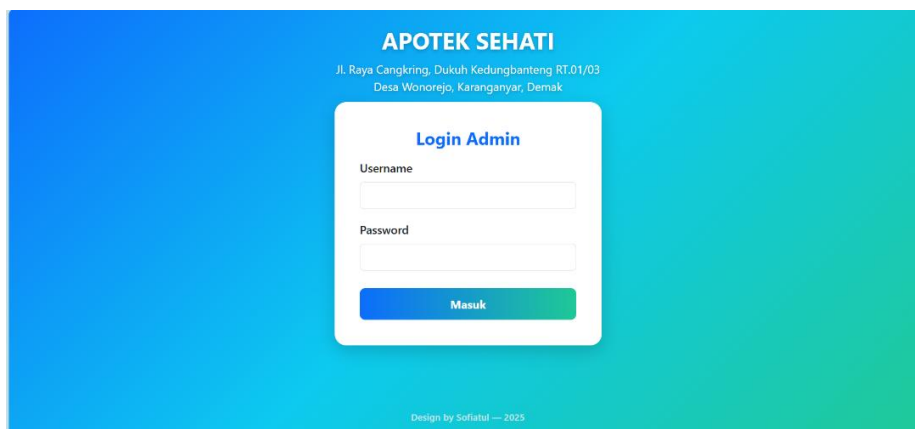 APOTEK SEHATI
Jl. Raya Cangkring, Dukuh Kedungbanteng RT.01/03
Desa Wonorejo, Karanganyar, Demak
Login Admin
Username
Password
Masuk
Design by Sofiatul — 2025